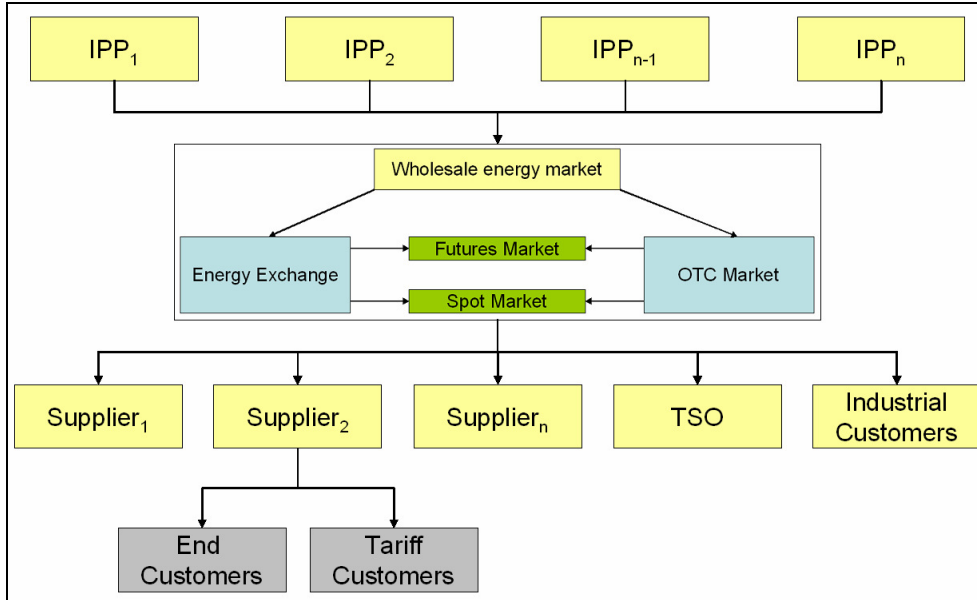 IPP₁
IPP₂
IPPₙ₋₁
IPPₙ
Wholesale energy market
Energy Exchange
Futures Market
OTC Market
Spot Market
Supplier₁
Supplier₂
Supplierₙ
TSO
Industrial
Customers
End
Customers
Tariff
Customers